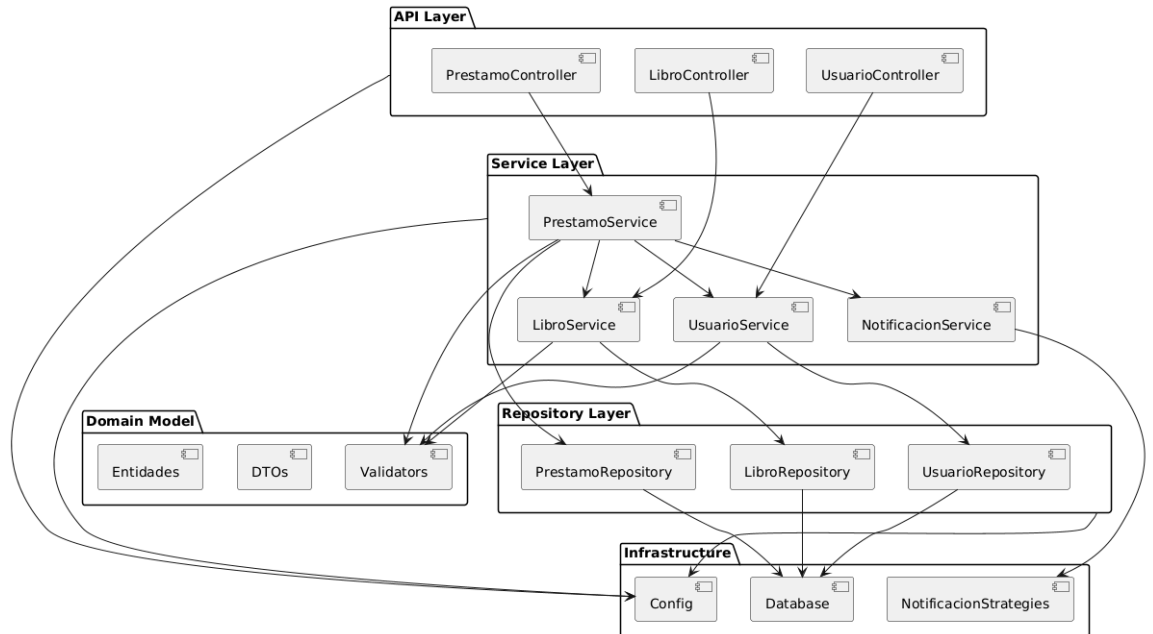 API Layer
PrestamoController
LibroController
UsuarioController
Service Layer
PrestamoService
LibroService
UsuarioService
NotificacionService
Domain Model
Entidades
DTOs
Validators
Repository Layer
PrestamoRepository
LibroRepository
UsuarioRepository
Infrastructure
Config
Database
NotificacionStrategies